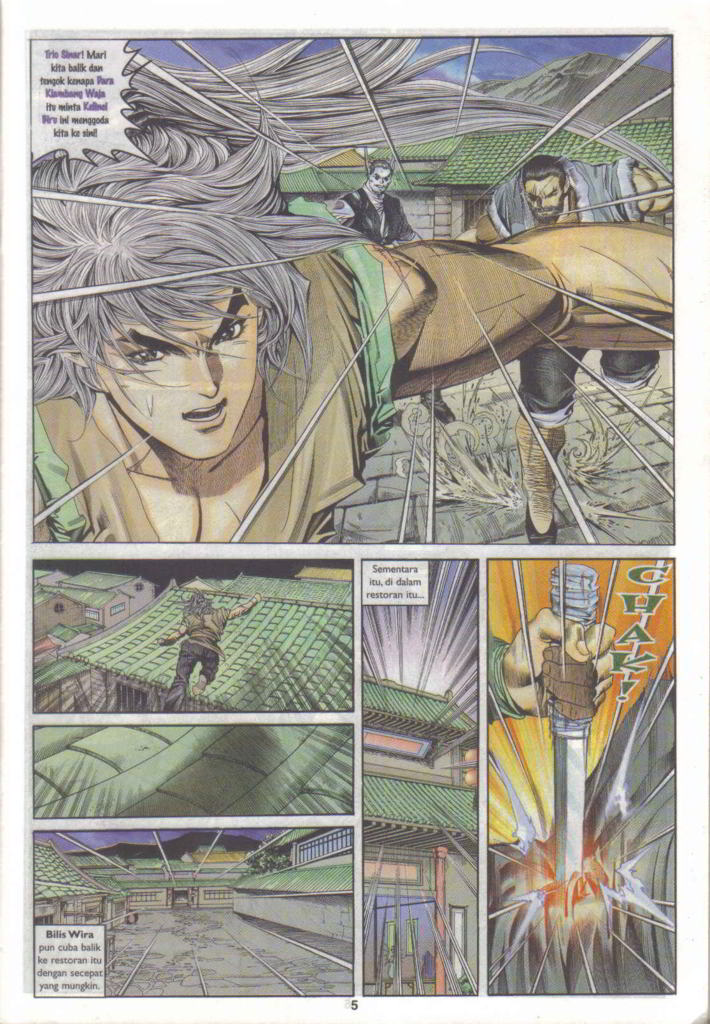 Trio Sinar! Mari
kita balik dan
tengok kenapa Para
Kiambang Waja
itu minta Kelinci
Biru ini menggoda
kita ke sini!
Sementara
itu, di dalam
restoran itu...
CHAK!
Bilis Wira
pun cuba balik
ke restoran itu
dengan secepat
yang mungkin.
5